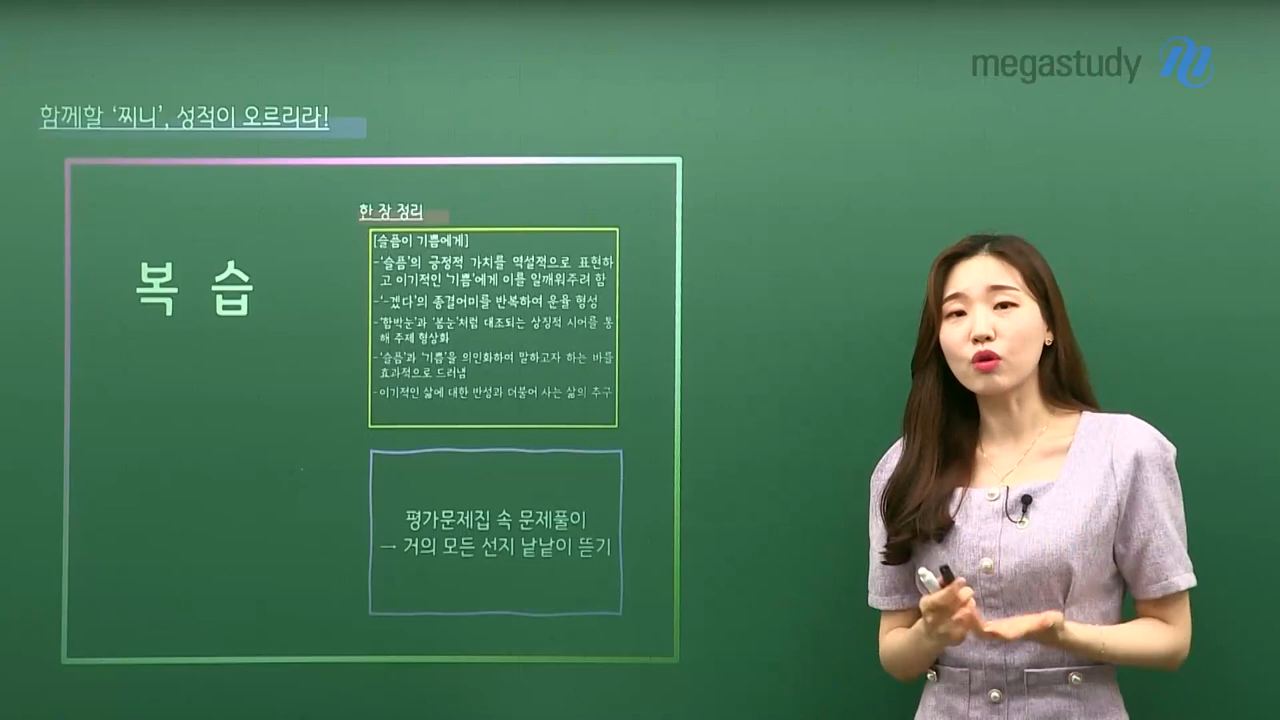 megastudy
함께할 ‘찌니’, 성적이 오르리라!
복 습
한 장 정리
[슬픔이 기쁨에게]
-‘슬픔’의 긍정적 가치를 역설적으로 표현하
고 이기적인 ‘기쁨’에게 이를 일깨워주려 함
-‘-겠다’의 종결어미를 반복하여 운율 형성
-‘함박눈’과 ‘봄눈’처럼 대조되는 상징적 시어를 통
해 주제 형상화
-‘슬픔’과 ‘기쁨’을 의인화하여 말하고자 하는 바를
효과적으로 드러냄
-이기적인 삶에 대한 반성과 더불어 사는 삶의 추구
평가문제집 속 문제풀이
→ 거의 모든 선지 낱낱이 뜯기